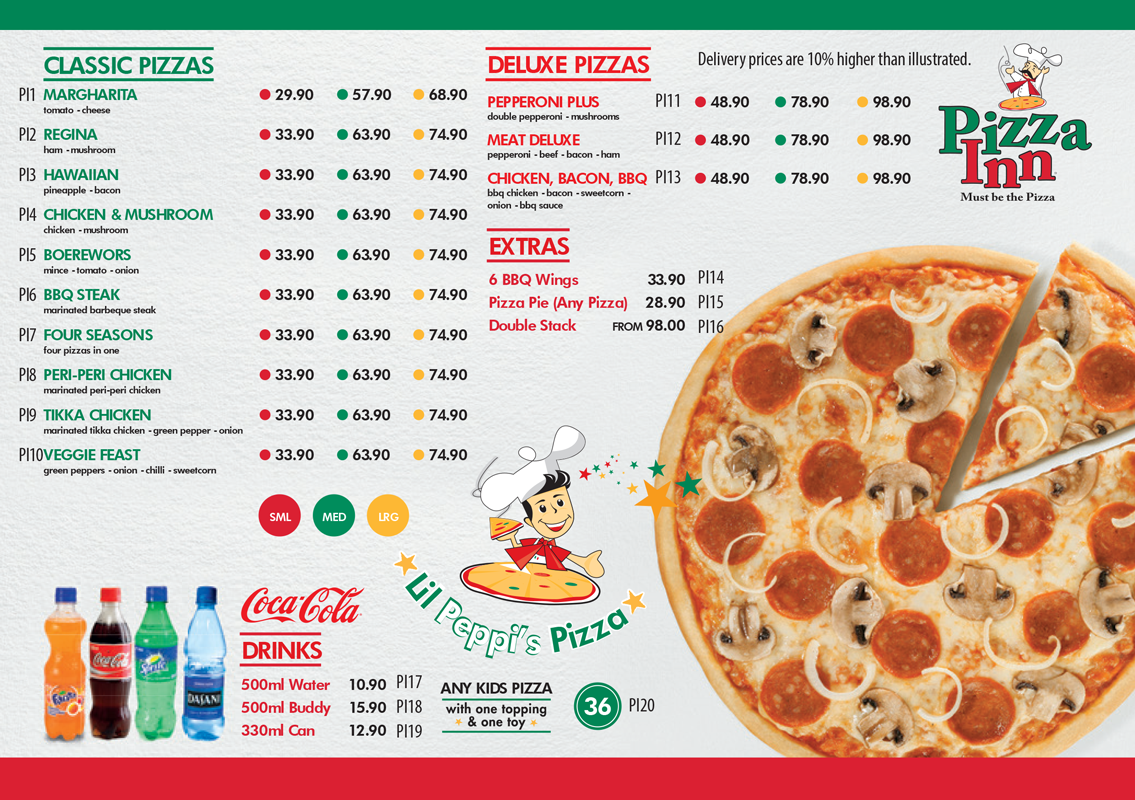 CLASSIC PIZZAS
PI1 MARGHARITA 29.90 57.90 68.90
tomato - cheese
PI2 REGINA 33.90 63.90 74.90
ham - mushroom
PI3 HAWAIIAN 33.90 63.90 74.90
pineapple - bacon
PI4 CHICKEN & MUSHROOM 33.90 63.90 74.90
chicken - mushroom
PI5 BOEREWORS 33.90 63.90 74.90
mince - tomato - onion
PI6 BBQ STEAK 33.90 63.90 74.90
marinated barbeque steak
PI7 FOUR SEASONS 33.90 63.90 74.90
four pizzas in one
PI8 PERI-PERI CHICKEN 33.90 63.90 74.90
marinated peri-peri chicken
PI9 TIKKA CHICKEN 33.90 63.90 74.90
marinated tikka chicken - green pepper - onion
PI10 VEGGIE FEAST 33.90 63.90 74.90
green peppers - onion - chilli - sweetcorn
SML MED LRG
DELUXE PIZZAS
Delivery prices are 10% higher than illustrated.
PEPPERONI PLUS PI11 48.90 78.90 98.90
double pepperoni - mushrooms
MEAT DELUXE PI12 48.90 78.90 98.90
pepperoni - beef - bacon - ham
CHICKEN, BACON, BBQ PI13 48.90 78.90 98.90
bbq chicken - bacon - sweetcorn -
onion - bbq sauce
Pizza
Inn
Must be the Pizza
EXTRAS
6 BBQ Wings 33.90 PI14
Pizza Pie (Any Pizza) 28.90 PI15
Double Stack FROM 98.00 PI16
Lil Peppi's Pizza
Fanta
Coca-Cola
Sprite
DASANI
Coca-Cola
DRINKS
500ml Water 10.90 PI17
500ml Buddy 15.90 PI18
330ml Can 12.90 PI19
ANY KIDS PIZZA
with one topping
& one toy
36 PI20